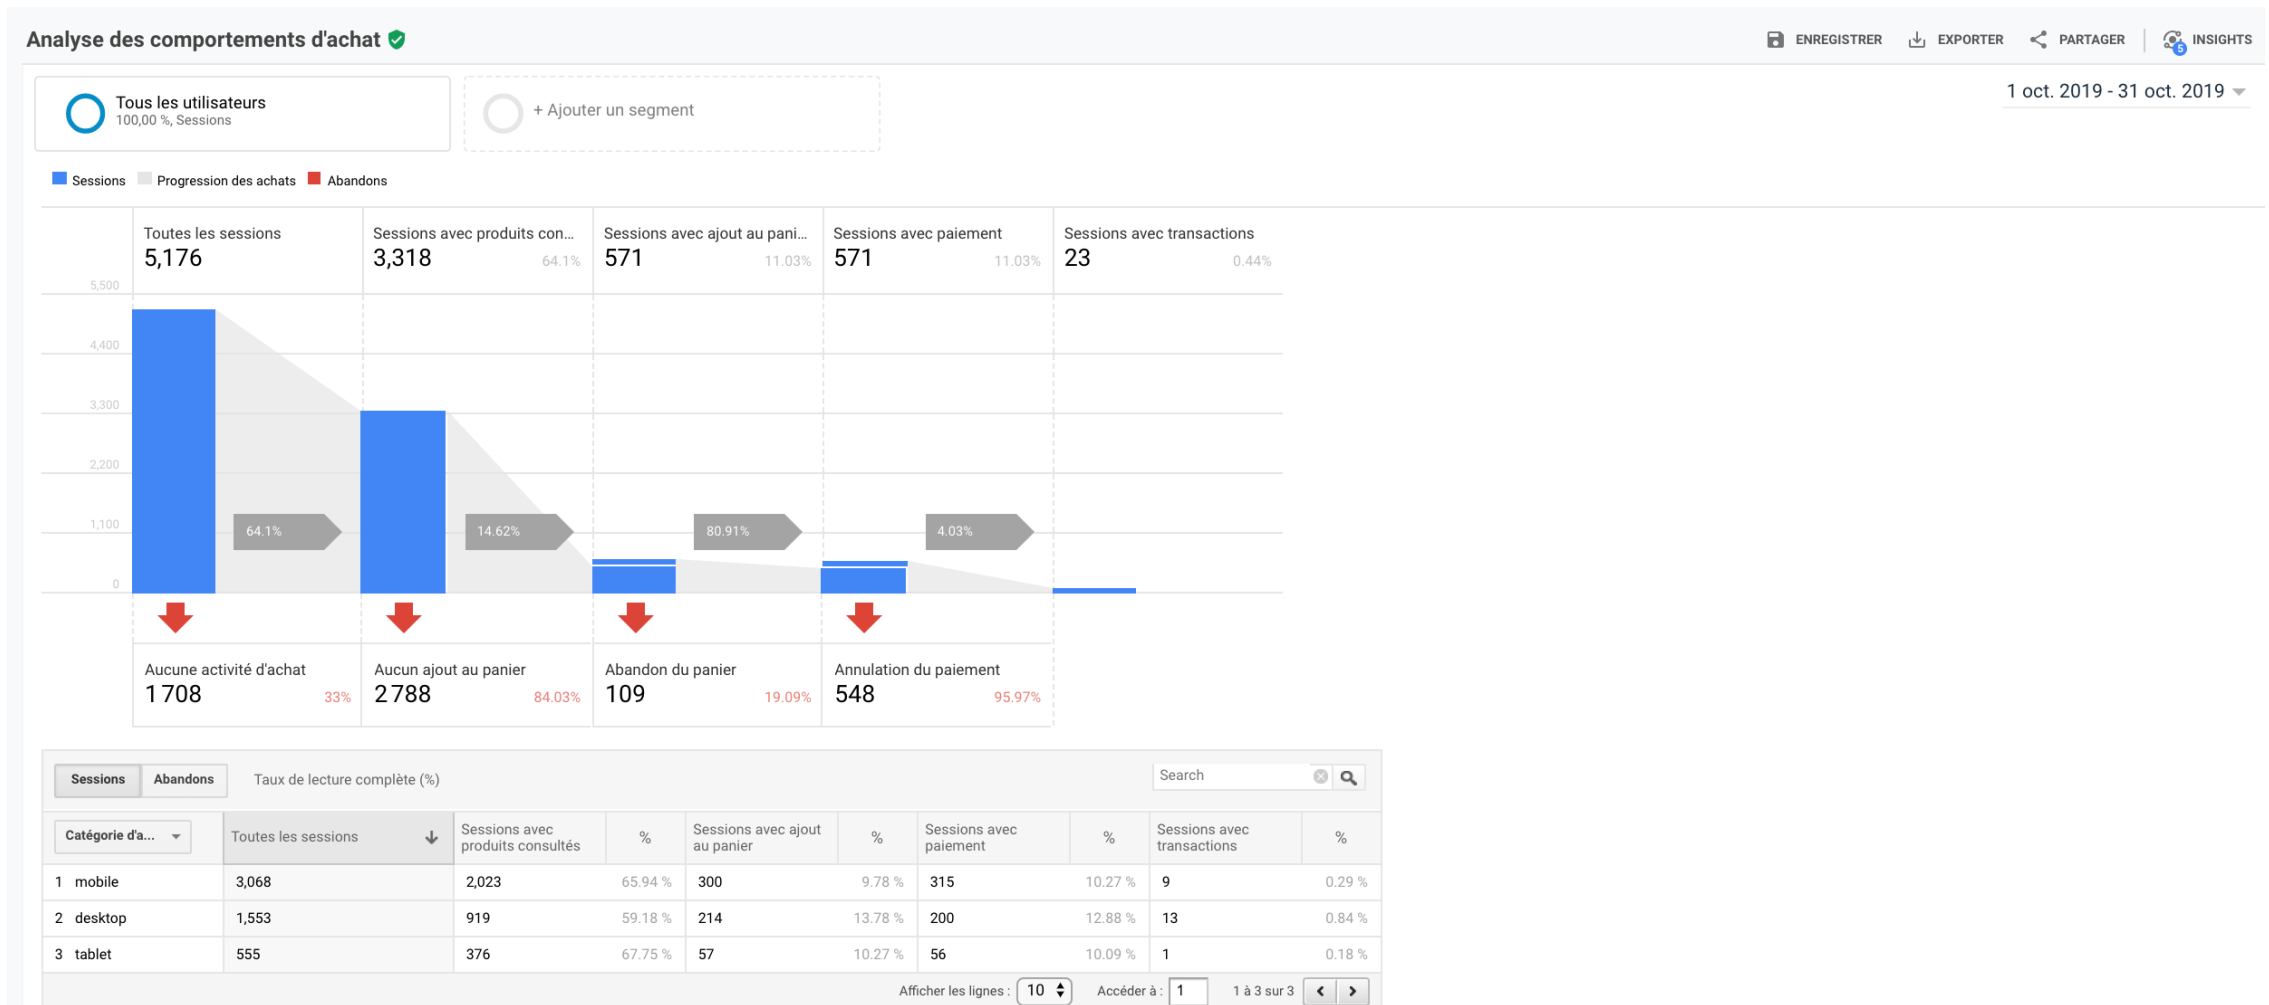 Analyse des comportements d'achat
ENREGISTRER EXPORTER PARTAGER INSIGHTS
5
Tous les utilisateurs
100,00 %, Sessions
+ Ajouter un segment
1 oct. 2019 - 31 oct. 2019
Sessions Progression des achats Abandons
Toutes les sessions Sessions avec produits con... Sessions avec ajout au pani... Sessions avec paiement Sessions avec transactions
5,176 3,318 64.1% 571 11.03% 571 11.03% 23 0.44%
5,500
4,400
3,300
2,200
1,100
0
64.1% 14.62% 80.91% 4.03%
Aucune activité d'achat Aucun ajout au panier Abandon du panier Annulation du paiement
1 708 33% 2 788 84.03% 109 19.09% 548 95.97%
Sessions Abandons Taux de lecture complète (%) Search
Catégorie d'a... Toutes les sessions Sessions avec produits consultés % Sessions avec ajout au panier % Sessions avec paiement % Sessions avec transactions %
1 mobile 3,068 2,023 65.94 % 300 9.78 % 315 10.27 % 9 0.29 %
2 desktop 1,553 919 59.18 % 214 13.78 % 200 12.88 % 13 0.84 %
3 tablet 555 376 67.75 % 57 10.27 % 56 10.09 % 1 0.18 %
Afficher les lignes : 10 Accéder à : 1 1 à 3 sur 3